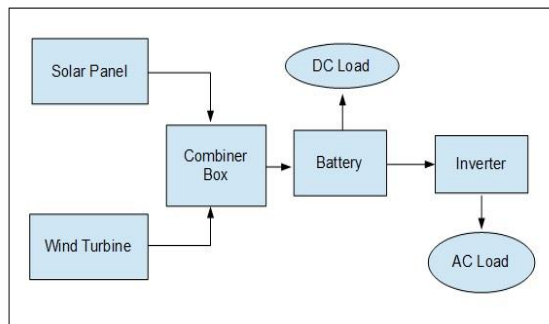 Solar Panel
DC Load
Combiner
Box
Battery
Inverter
Wind Turbine
AC Load